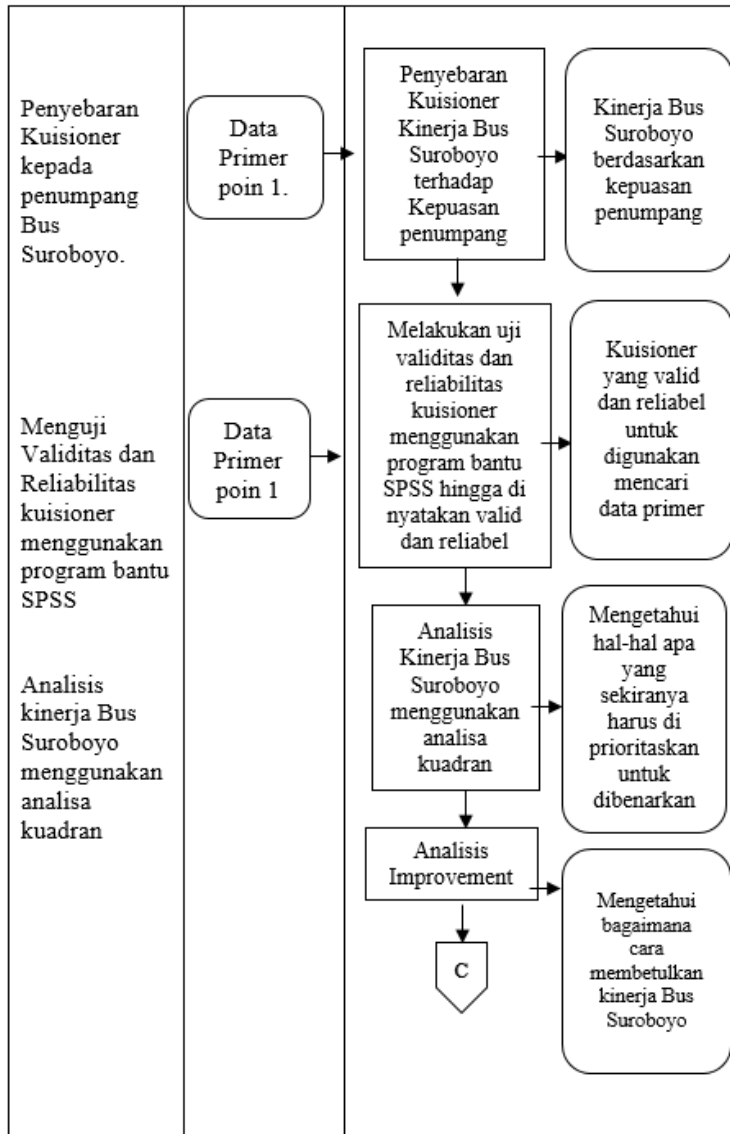 Penyebaran
Kuisioner
kepada
penumpang
Bus
Suroboyo.
Data
Primer
poin 1.
Penyebaran
Kuisioner
Kinerja Bus
Suroboyo
terhadap
Kepuasan
penumpang
Kinerja Bus
Suroboyo
berdasarkan
kepuasan
penumpang
Menguji
Validitas dan
Reliabilitas
kuisioner
menggunakan
program bantu
SPSS
Data
Primer
poin 1
Melakukan uji
validitas dan
reliabilitas
kuisioner
menggunakan
program bantu
SPSS hingga di
nyatakan valid
dan reliabel
Kuisioner
yang valid
dan reliabel
untuk
digunakan
mencari
data primer
Analisis
kinerja Bus
Suroboyo
menggunakan
analisa
kuadran
Analisis
Kinerja Bus
Suroboyo
menggunakan
analisa
kuadran
Mengetahui
hal-hal apa
yang
sekiranya
harus di
prioritaskan
untuk
dibenarkan
Analisis
Improvement
Mengetahui
bagaimana
cara
membetulkan
kinerja Bus
Suroboyo
C